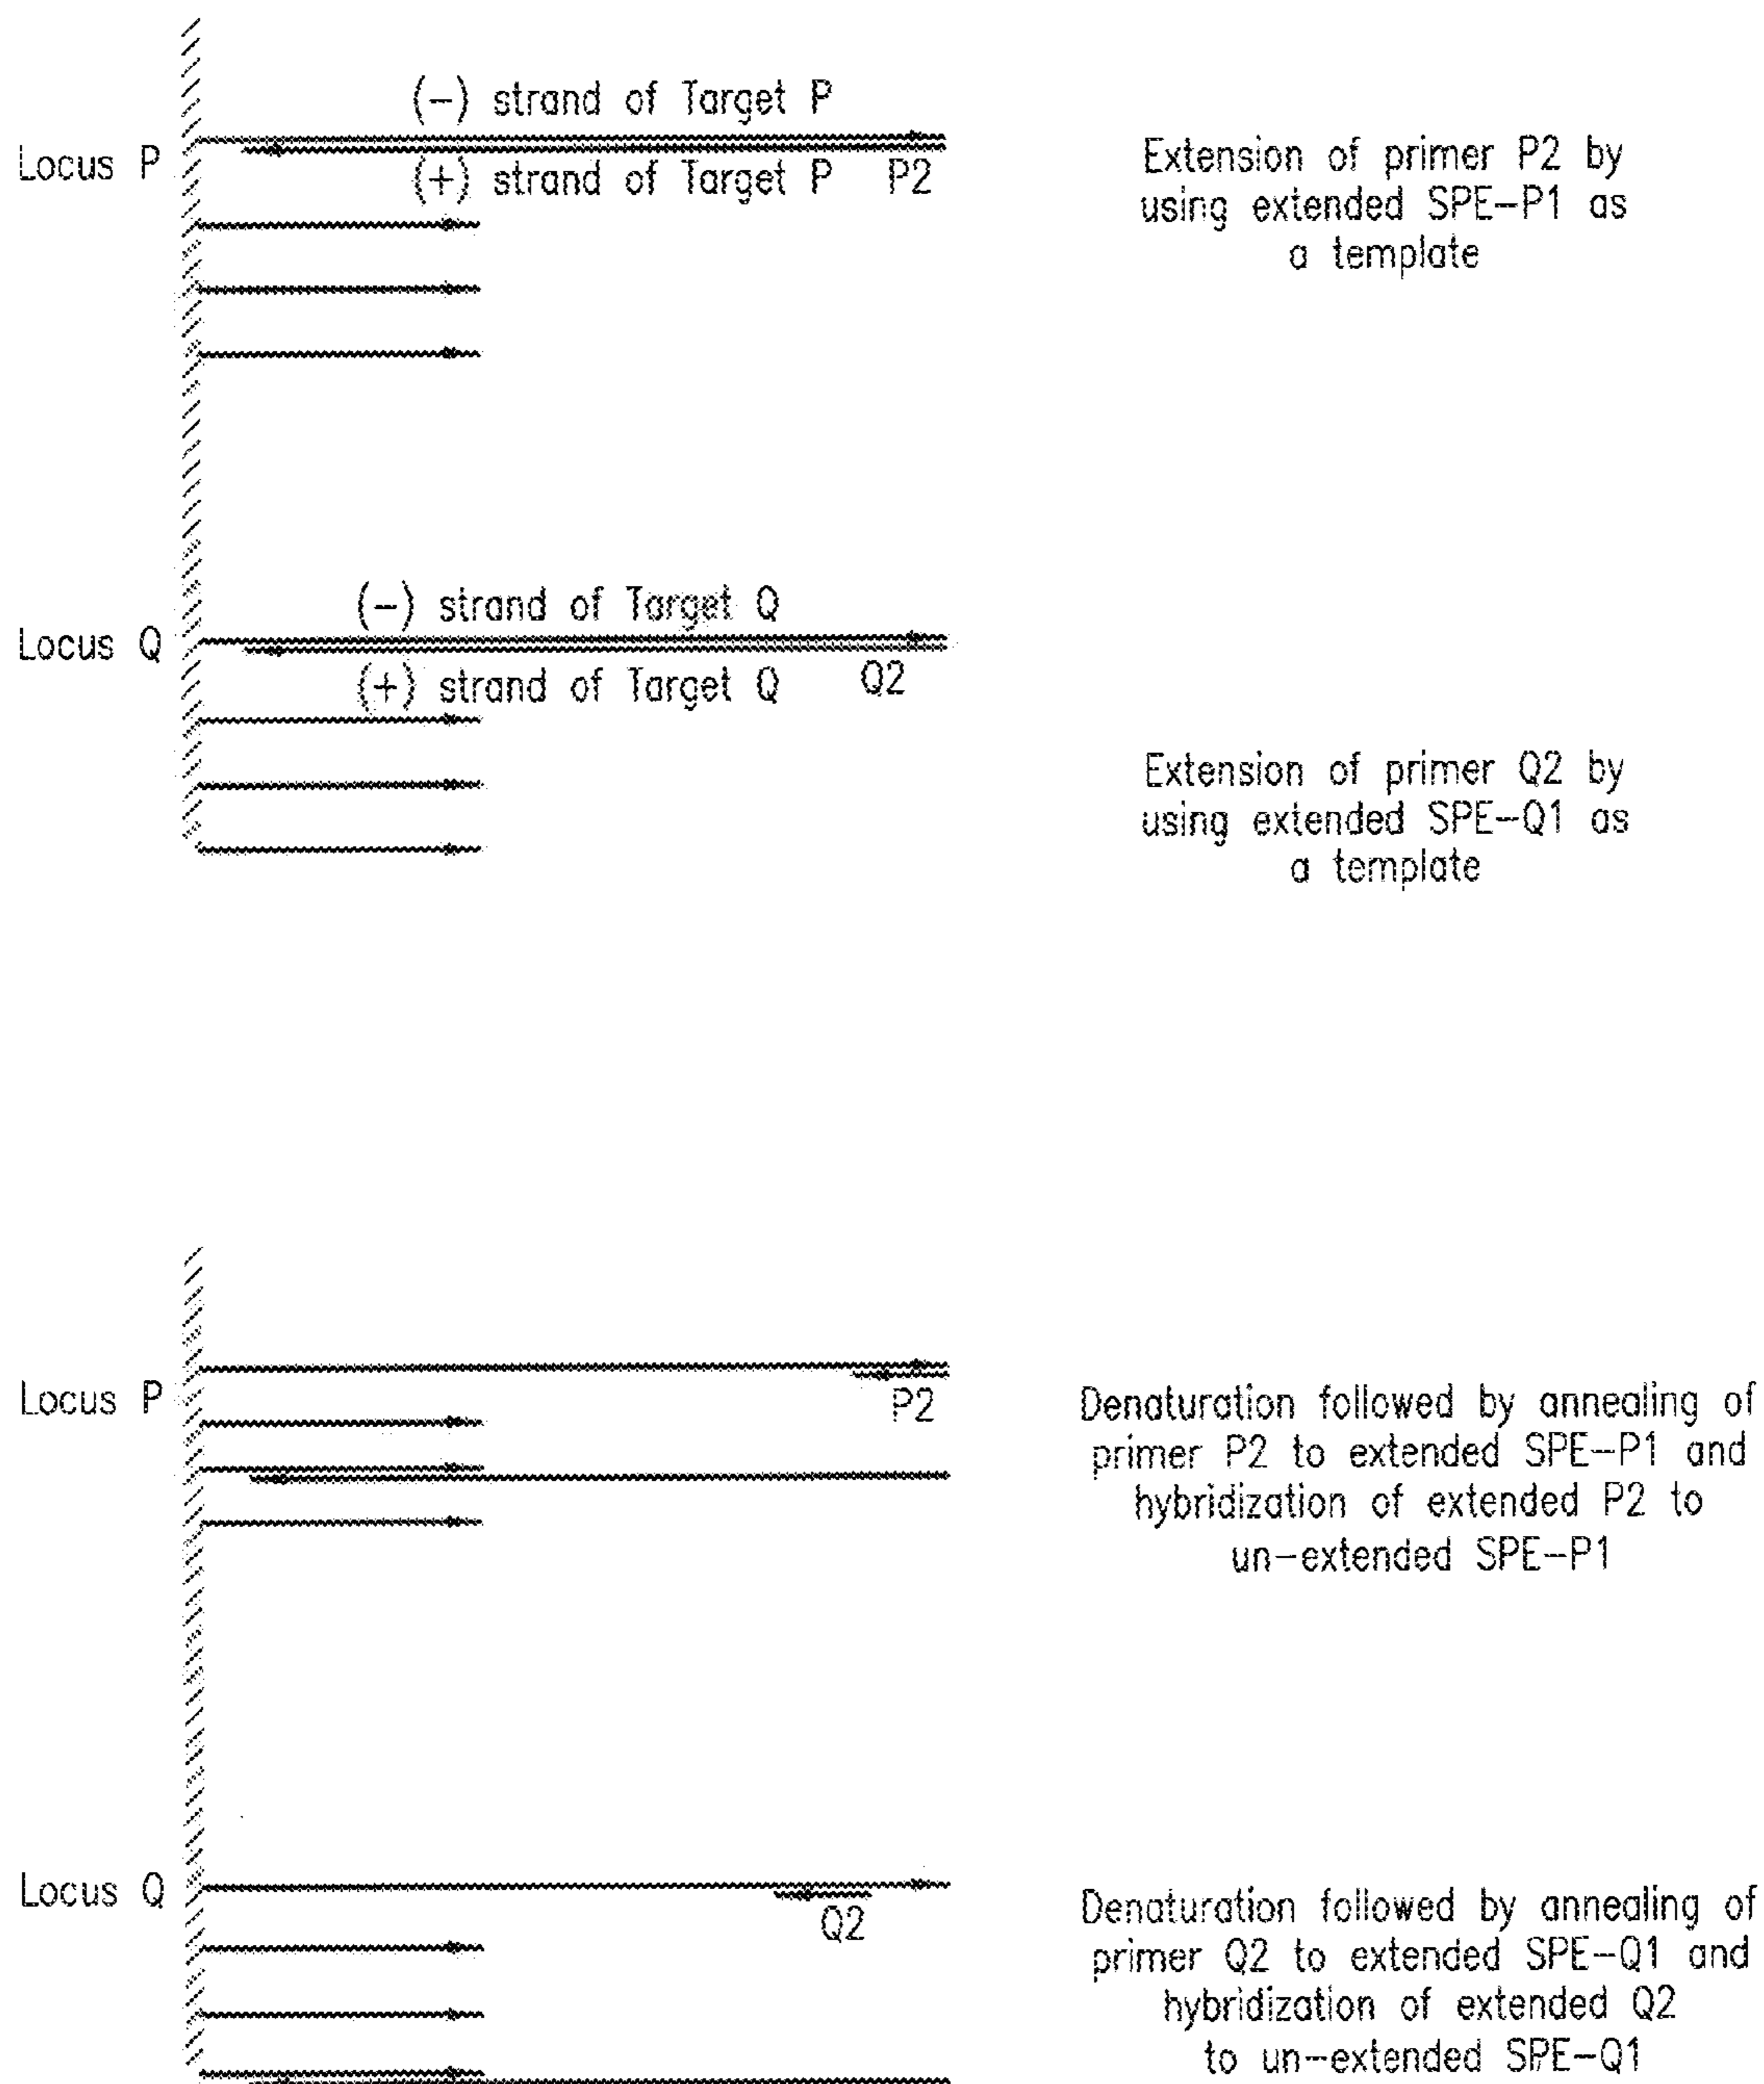 (-) strand of Target P
Locus P
(+) strand of Target P P2
Extension of primer P2 by
using extended SPE-P1 as
a template
(-) strand of Target Q
Locus Q
(+) strand of Target Q Q2
Extension of primer Q2 by
using extended SPE-Q1 as
a template
Locus P
P2
Denaturation followed by annealing of
primer P2 to extended SPE-P1 and
hybridization of extended P2 to
un-extended SPE-P1
Locus Q
Q2
Denaturation followed by annealing of
primer Q2 to extended SPE-Q1 and
hybridization of extended Q2
to un-extended SPE-Q1